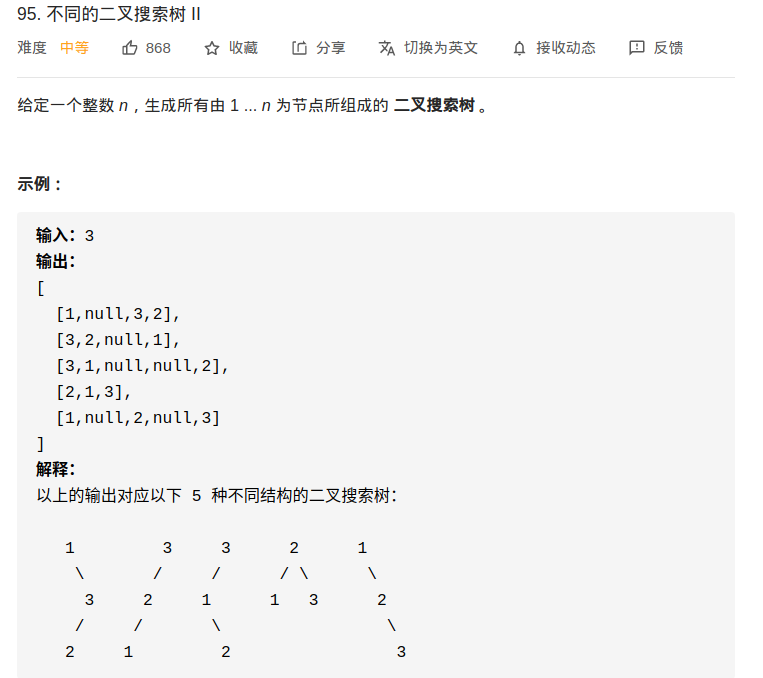 95. 不同的二叉搜索树 II
难度 中等 868 收藏 分享 切换为英文 接收动态 反馈
给定一个整数 n，生成所有由 1 ... n 为节点所组成的 二叉搜索树 。
示例：
输入：3
输出：
[
  [1,null,3,2],
  [3,2,null,1],
  [3,1,null,null,2],
  [2,1,3],
  [1,null,2,null,3]
]
解释：
以上的输出对应以下 5 种不同结构的二叉搜索树：
   1         3     3      2      1
    \       /     /      / \      \
     3     2     1      1   3      2
    /     /       \                 \
   2     1         2                 3